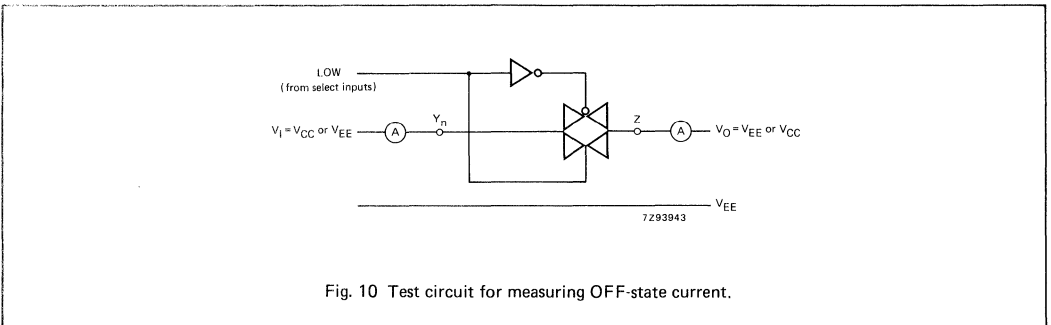 LOW
(from select inputs)
V_I = V_CC or V_EE
A
Y_n
Z
A
V_O = V_EE or V_CC
V_EE
7Z93943
Fig. 10 Test circuit for measuring OFF-state current.